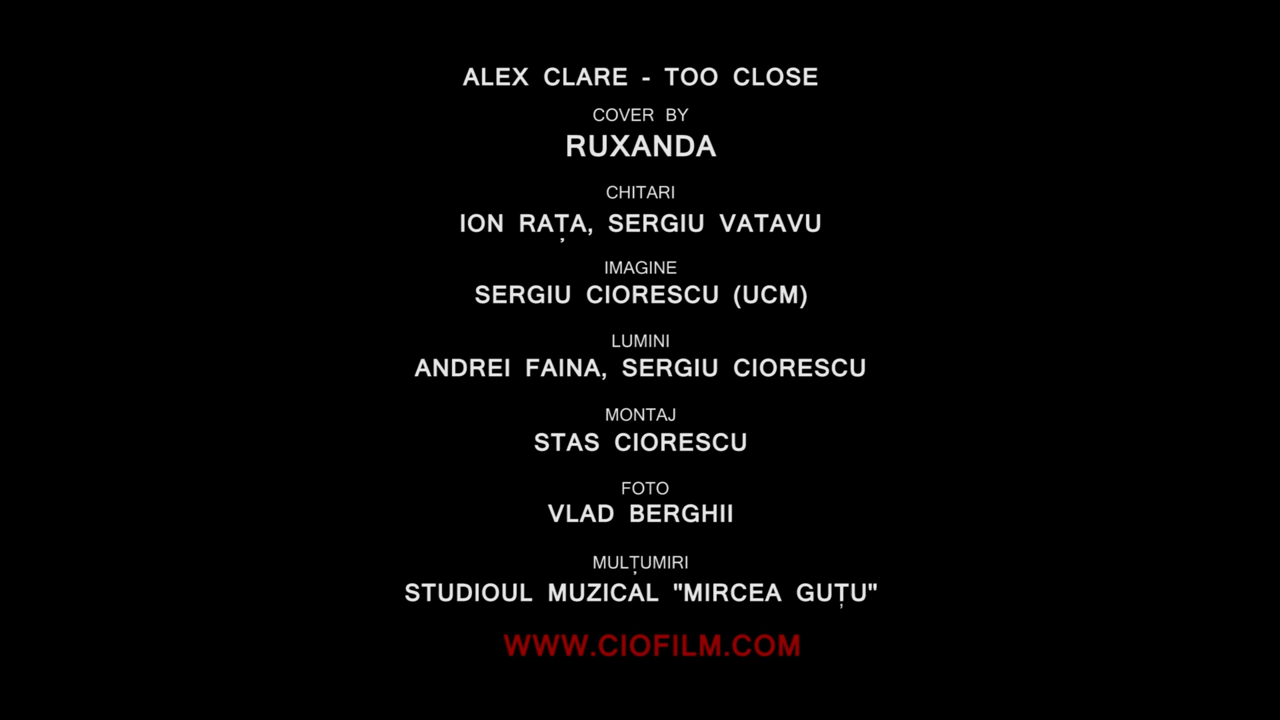 ALEX CLARE - TOO CLOSE
COVER BY
RUXANDA
CHITARI
ION RAȚA, SERGIU VATAVU
IMAGINE
SERGIU CIORESCU (UCM)
LUMINI
ANDREI FAINA, SERGIU CIORESCU
MONTAJ
STAS CIORESCU
FOTO
VLAD BERGHII
MULȚUMIRI
STUDIOUL MUZICAL "MIRCEA GUȚU"
WWW.CIOFILM.COM